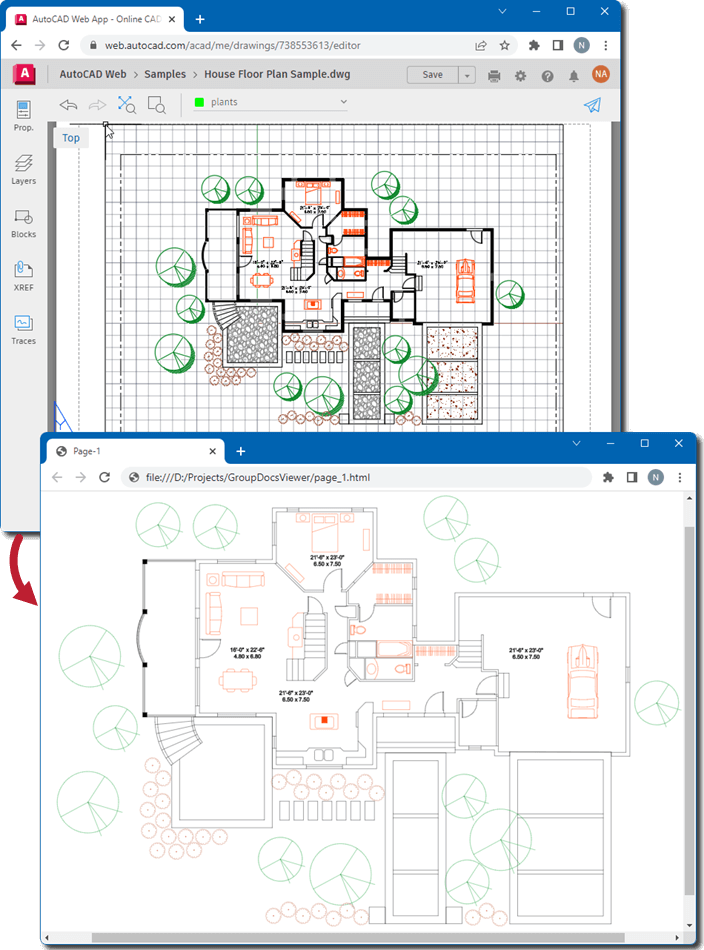 AutoCAD Web App - Online CAD
web.autocad.com/acad/me/drawings/738553613/editor
N
A
AutoCAD Web > Samples > House Floor Plan Sample.dwg
Save
NA
Prop.
plants
Top
Layers
Blocks
XREF
Traces
Page-1
file:///D:/Projects/GroupDocsViewer/page_1.html
N
21'-6" x 23'-0"
6.50 x 7.50
16'-0" x 22'-6"
4.80 x 6.80
21'-6" x 23'-0"
6.50 x 7.50
21'-6" x 23'-0"
6.50 x 7.50